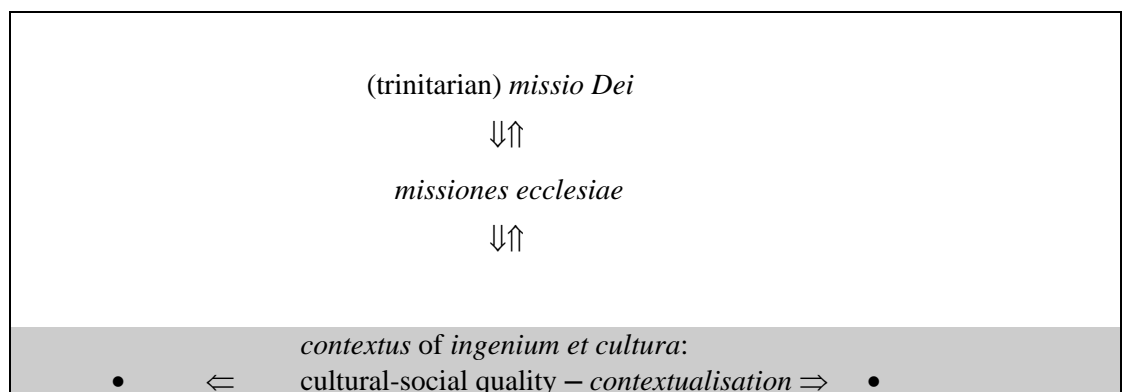 (trinitarian) missio Dei
⇓⇑
missiones ecclesiae
⇓⇑
contextus of ingenium et cultura:
• ⇐ cultural-social quality – contextualisation ⇒ •